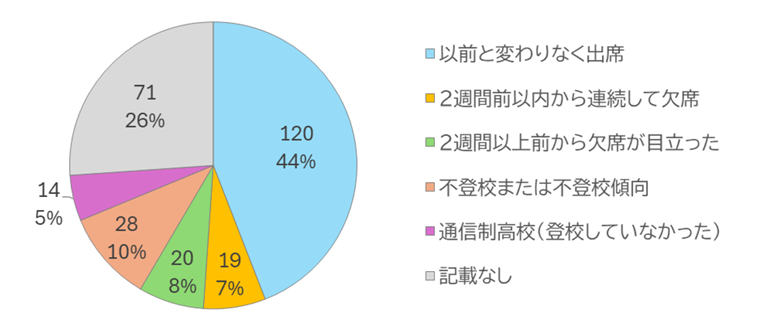 120
44%
19
7%
20
8%
28
10%
14
5%
71
26%
以前と変わりなく出席
2週間前以内から連続して欠席
2週間以上前から欠席が目立った
不登校または不登校傾向
通信制高校(登校していなかった)
記載なし